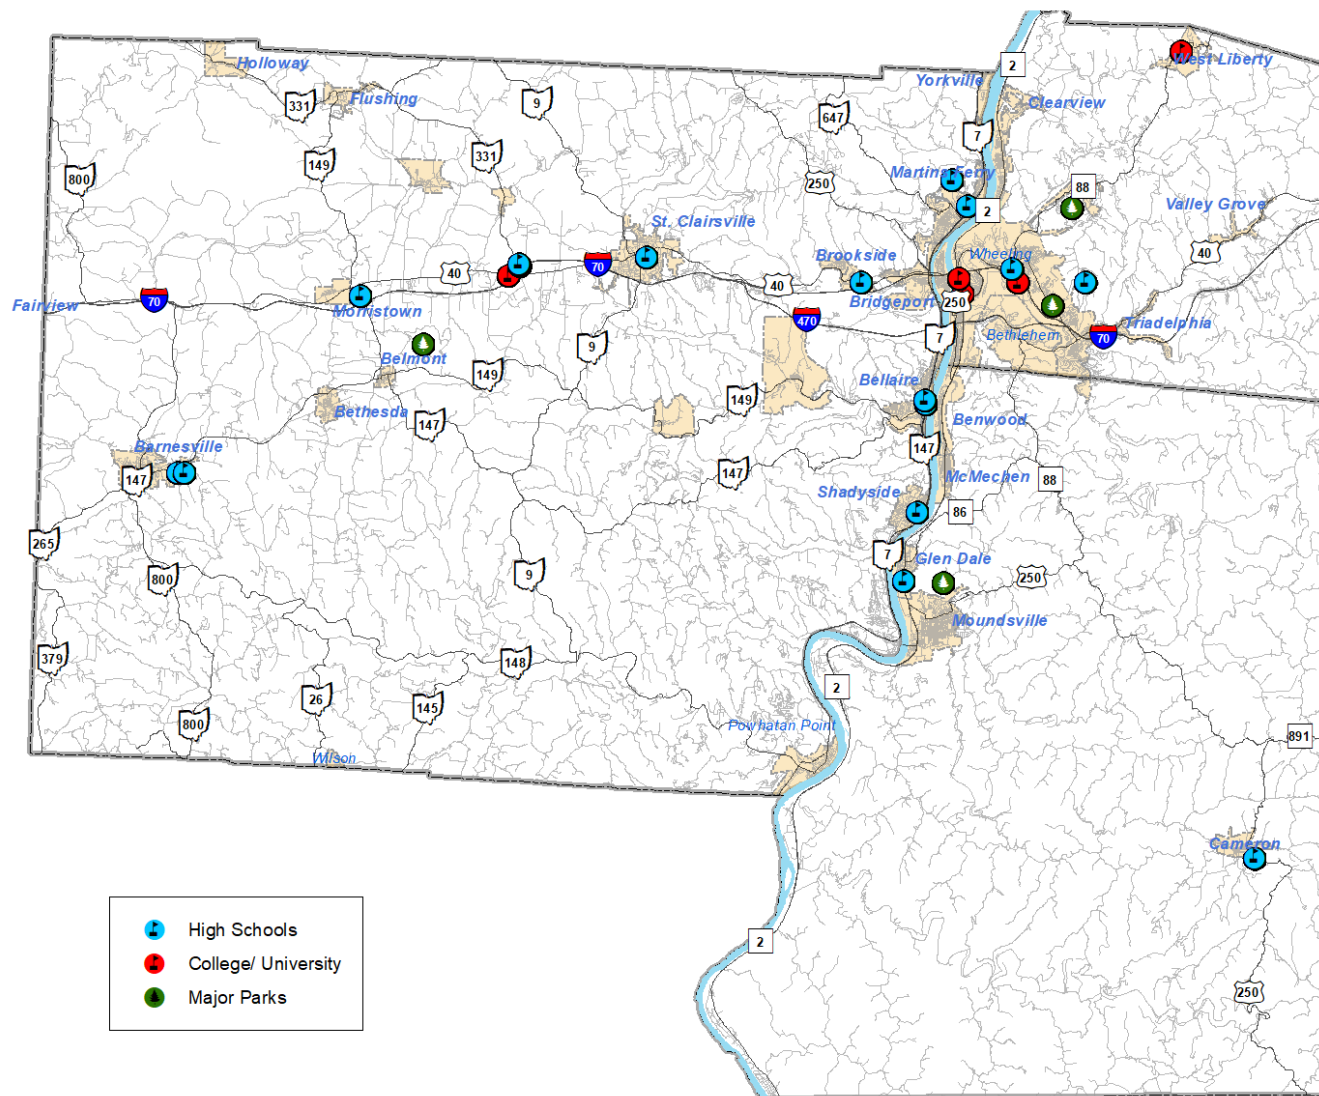 2
Holloway
West Liberty
Yorkville
Flushing
Clearview
331
9
647
7
149
331
800
250
Martins Ferry
88
2
Valley Grove
St. Clairsville
Brookside
Wheeling
40
40
70
40
Fairview
70
Morristown
Bridgeport
250
470
Triadelphia
7
Bethlehem
70
9
Belmont
149
Bellaire
149
Bethesda
147
Benwood
Barnesville
147
147
147
McMechen
88
Shadyside
86
265
7
Glen Dale
800
9
250
Moundsville
379
148
26
145
2
800
Powhatan Point
891
Wilson
Cameron
High Schools
2
College/ University
Major Parks
250